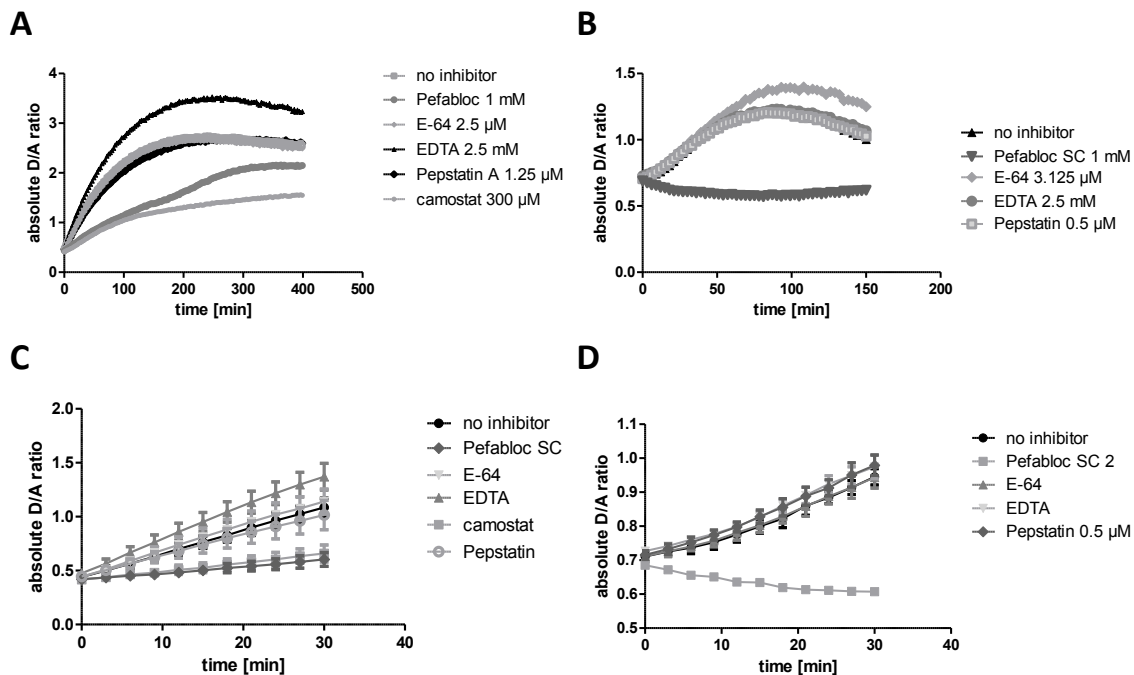 A
absolute D/A ratio
4
3
2
1
0
0 100 200 300 400 500
time [min]
no inhibitor
Pefabloc 1 mM
E-64 2.5 µM
EDTA 2.5 mM
Pepstatin A 1.25 µM
camostat 300 µM
B
absolute D/A ratio
1.5
1.0
0.5
0.0
0 50 100 150 200
time [min]
no inhibitor
Pefabloc SC 1 mM
E-64 3.125 µM
EDTA 2.5 mM
Pepstatin 0.5 µM
C
absolute D/A ratio
2.0
1.5
1.0
0.5
0.0
0 10 20 30 40
time [min]
no inhibitor
Pefabloc SC
E-64
EDTA
camostat
Pepstatin
D
absolute D/A ratio
1.1
1.0
0.9
0.8
0.7
0.6
0.5
0 10 20 30 40
time [min]
no inhibitor
Pefabloc SC 2
E-64
EDTA
Pepstatin 0.5 µM